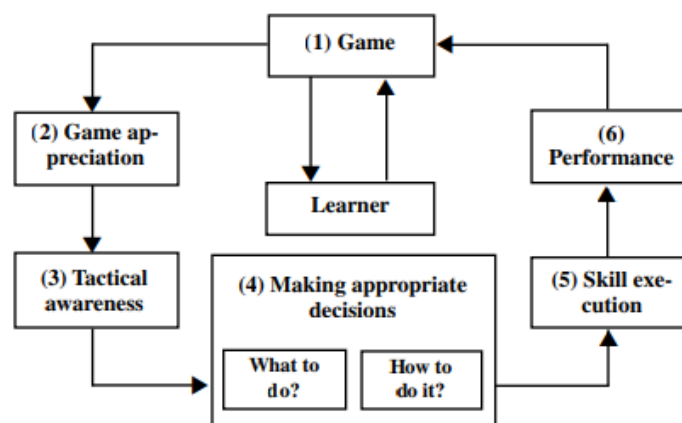 (1) Game
(2) Game ap-
preciation
(6)
Performance
Learner
(3) Tactical
awareness
(4) Making appropriate
decisions
What to
do?
How to
do it?
(5) Skill exe-
cution